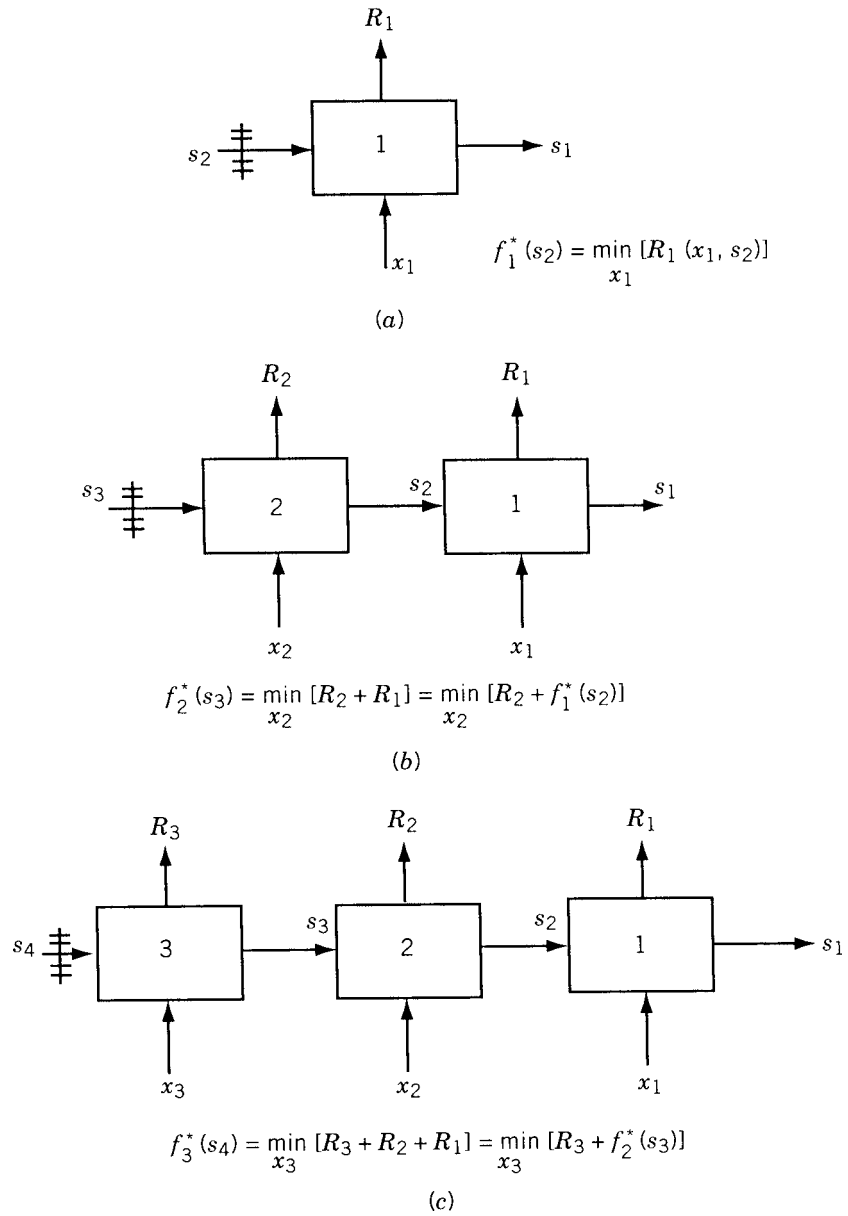 R₁
s₂ 1 s₁
x₁
f₁*(s₂) = min [R₁ (x₁, s₂)]
x₁
(a)
R₂ R₁
s₃ 2 s₂ 1 s₁
x₂ x₁
f₂*(s₃) = min [R₂ + R₁] = min [R₂ + f₁*(s₂)]
x₂ x₂
(b)
R₃ R₂ R₁
s₄ 3 s₃ 2 s₂ 1 s₁
x₃ x₂ x₁
f₃*(s₄) = min [R₃ + R₂ + R₁] = min [R₃ + f₂*(s₃)]
x₃ x₃
(c)